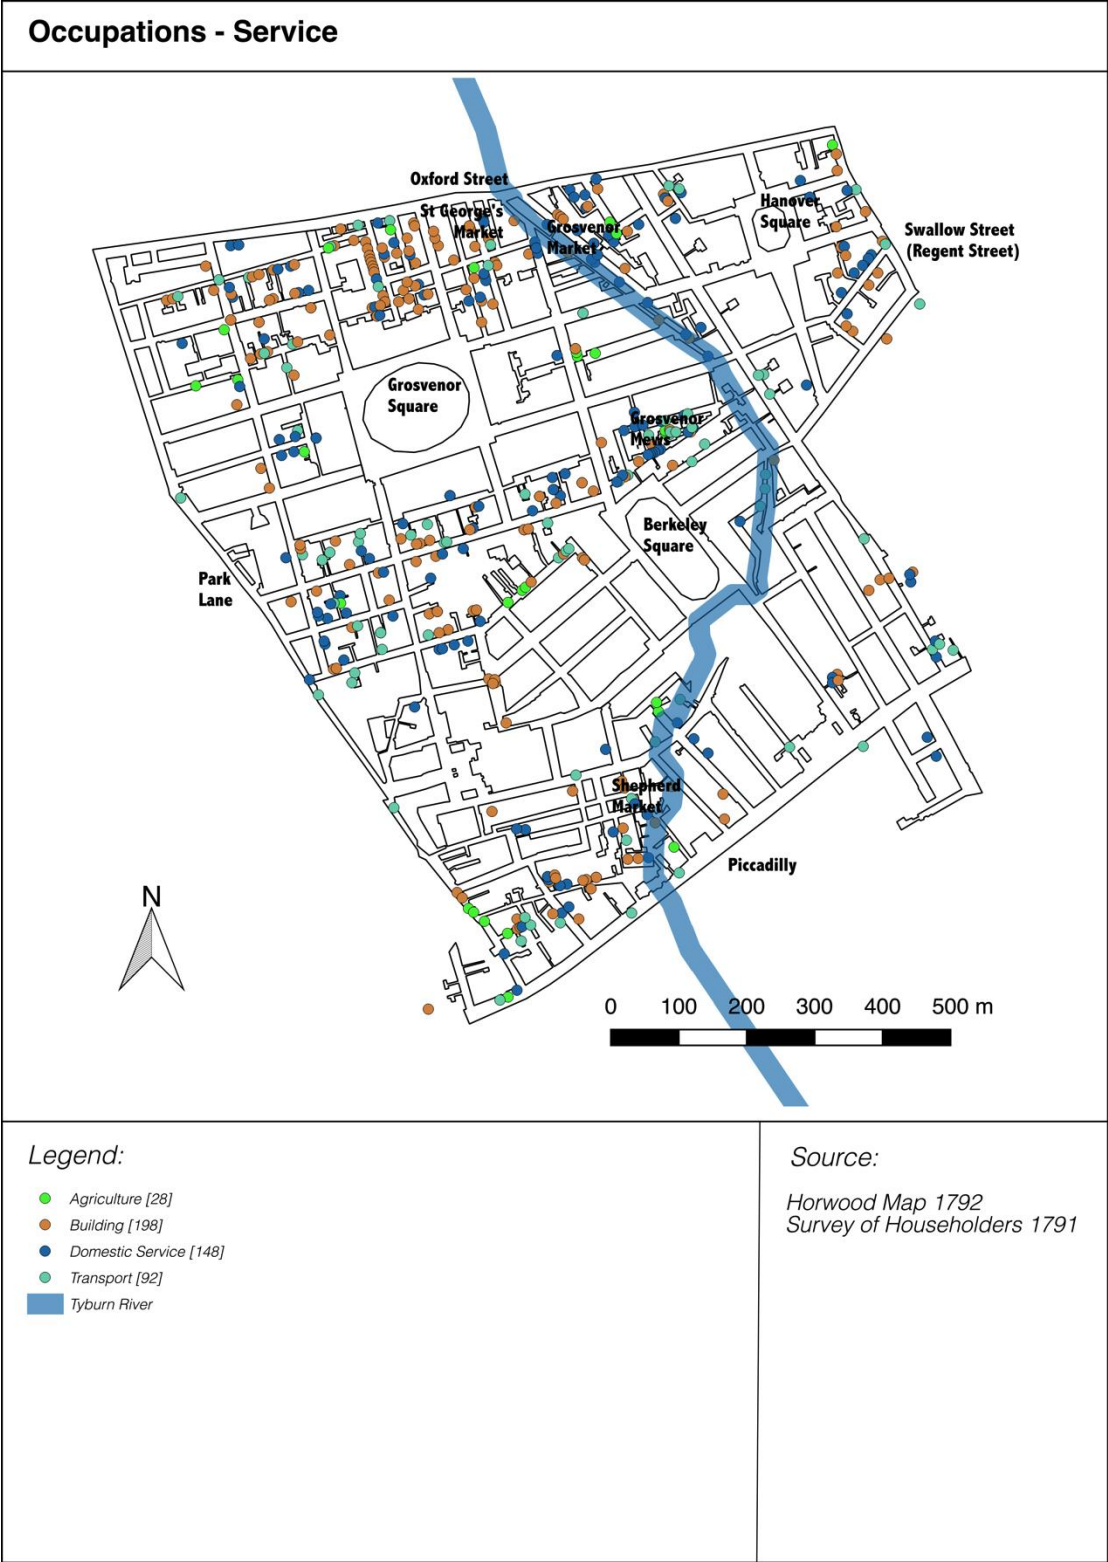 Occupations - Service
Oxford Street
St George's
Market
Grosvenor
Market
Hanover
Square
Swallow Street
(Regent Street)
Grosvenor
Square
Grosvenor
Mews
Berkeley
Square
Park
Lane
Shepherd
Market
Piccadilly
N
0 100 200 300 400 500 m
Legend:
Agriculture [28]
Building [198]
Domestic Service [148]
Transport [92]
Tyburn River
Source:
Horwood Map 1792
Survey of Householders 1791